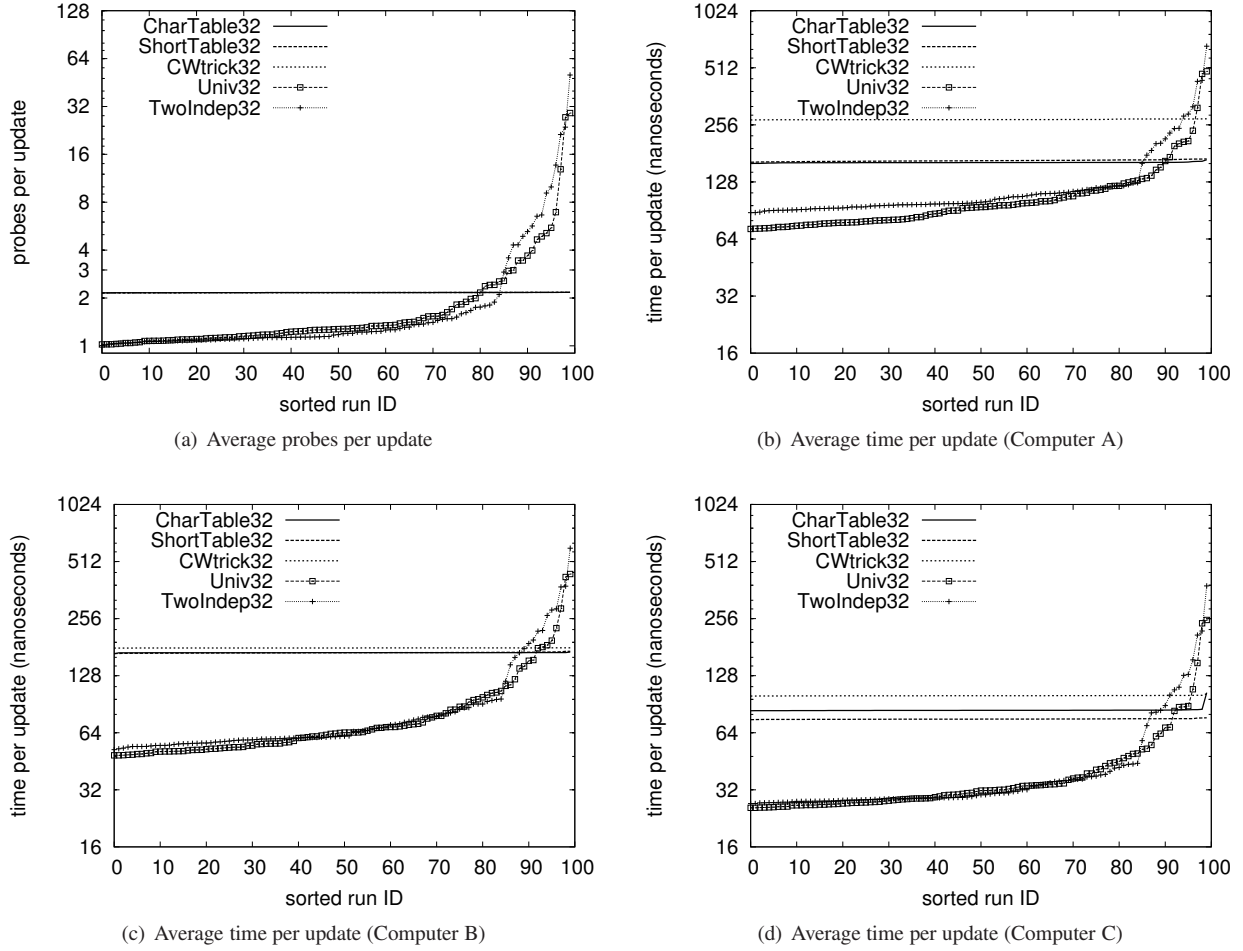 128
64
32
16
8
4
3
2
1
probes per update
CharTable32
ShortTable32
CWtrick32
Univ32
TwoIndep32
0 10 20 30 40 50 60 70 80 90 100
sorted run ID
(a) Average probes per update
1024
512
256
128
64
32
16
time per update (nanoseconds)
CharTable32
ShortTable32
CWtrick32
Univ32
TwoIndep32
0 10 20 30 40 50 60 70 80 90 100
sorted run ID
(b) Average time per update (Computer A)
1024
512
256
128
64
32
16
time per update (nanoseconds)
CharTable32
ShortTable32
CWtrick32
Univ32
TwoIndep32
0 10 20 30 40 50 60 70 80 90 100
sorted run ID
(c) Average time per update (Computer B)
1024
512
256
128
64
32
16
time per update (nanoseconds)
CharTable32
ShortTable32
CWtrick32
Univ32
TwoIndep32
0 10 20 30 40 50 60 70 80 90 100
sorted run ID
(d) Average time per update (Computer C)